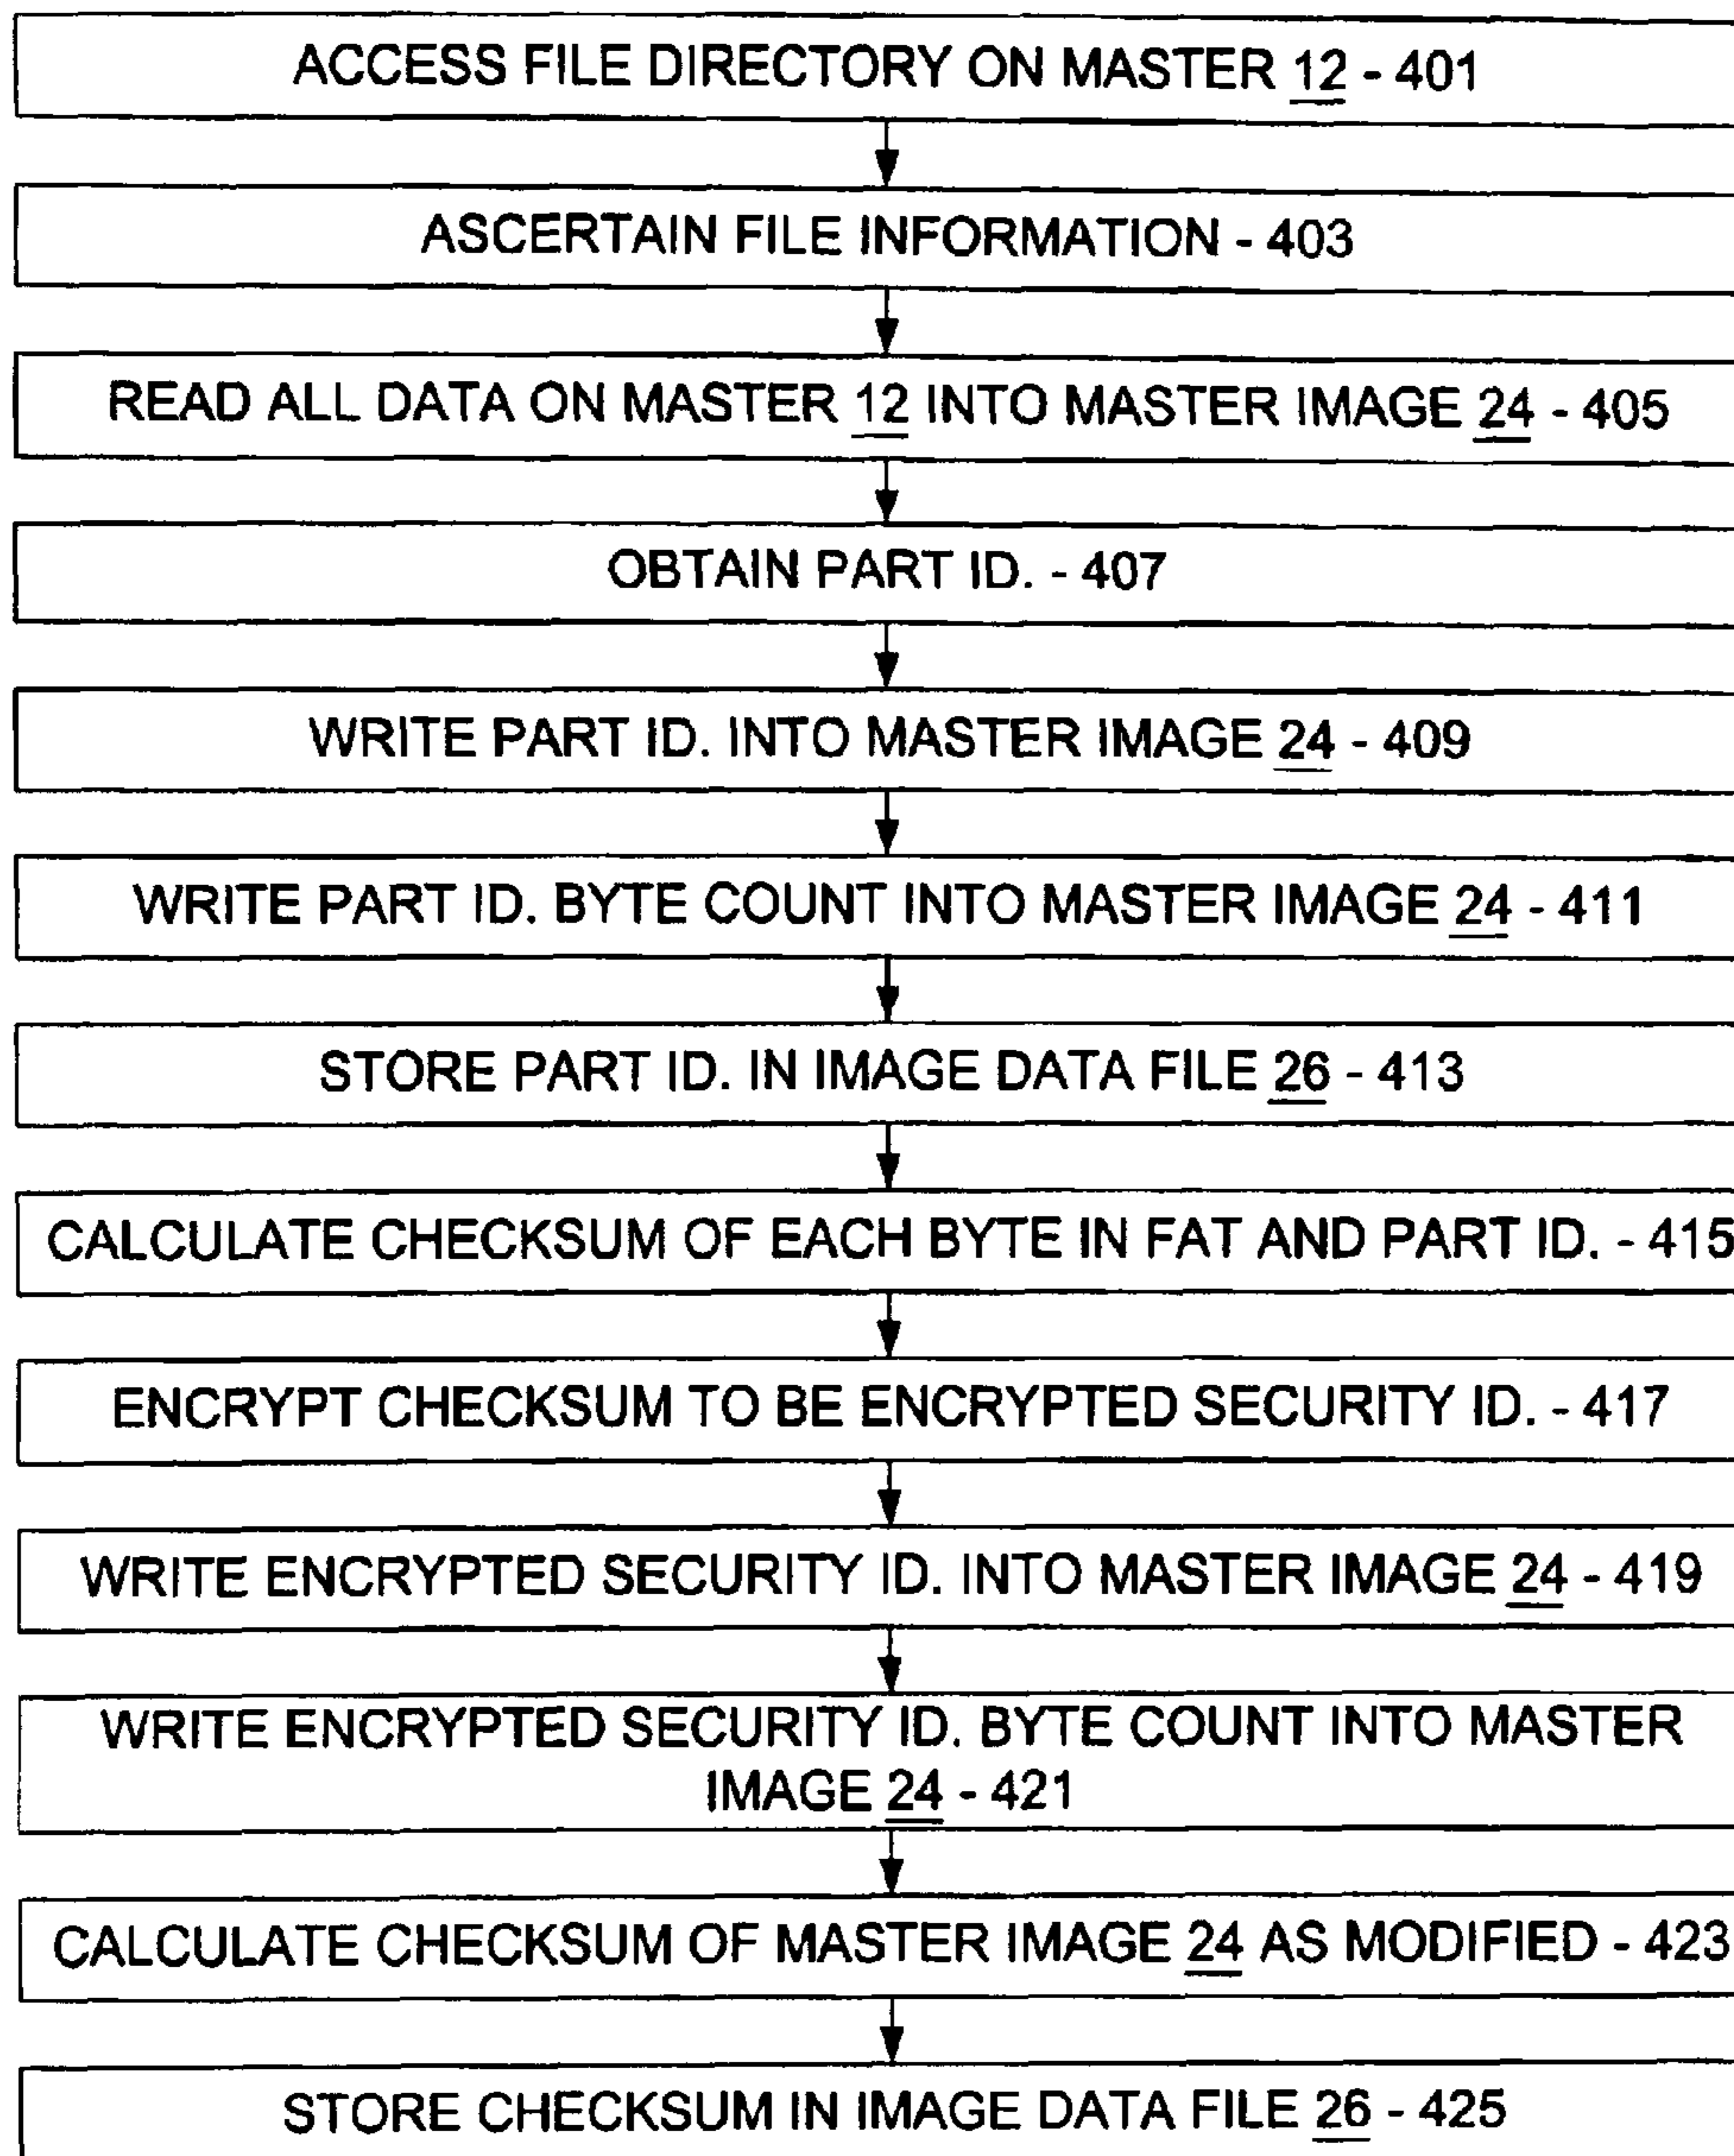 ACCESS FILE DIRECTORY ON MASTER 12 - 401
ASCERTAIN FILE INFORMATION - 403
READ ALL DATA ON MASTER 12 INTO MASTER IMAGE 24 - 405
OBTAIN PART ID. - 407
WRITE PART ID. INTO MASTER IMAGE 24 - 409
WRITE PART ID. BYTE COUNT INTO MASTER IMAGE 24 - 411
STORE PART ID. IN IMAGE DATA FILE 26 - 413
CALCULATE CHECKSUM OF EACH BYTE IN FAT AND PART ID. - 415
ENCRYPT CHECKSUM TO BE ENCRYPTED SECURITY ID. - 417
WRITE ENCRYPTED SECURITY ID. INTO MASTER IMAGE 24 - 419
WRITE ENCRYPTED SECURITY ID. BYTE COUNT INTO MASTER
IMAGE 24 - 421
CALCULATE CHECKSUM OF MASTER IMAGE 24 AS MODIFIED - 423
STORE CHECKSUM IN IMAGE DATA FILE 26 - 425